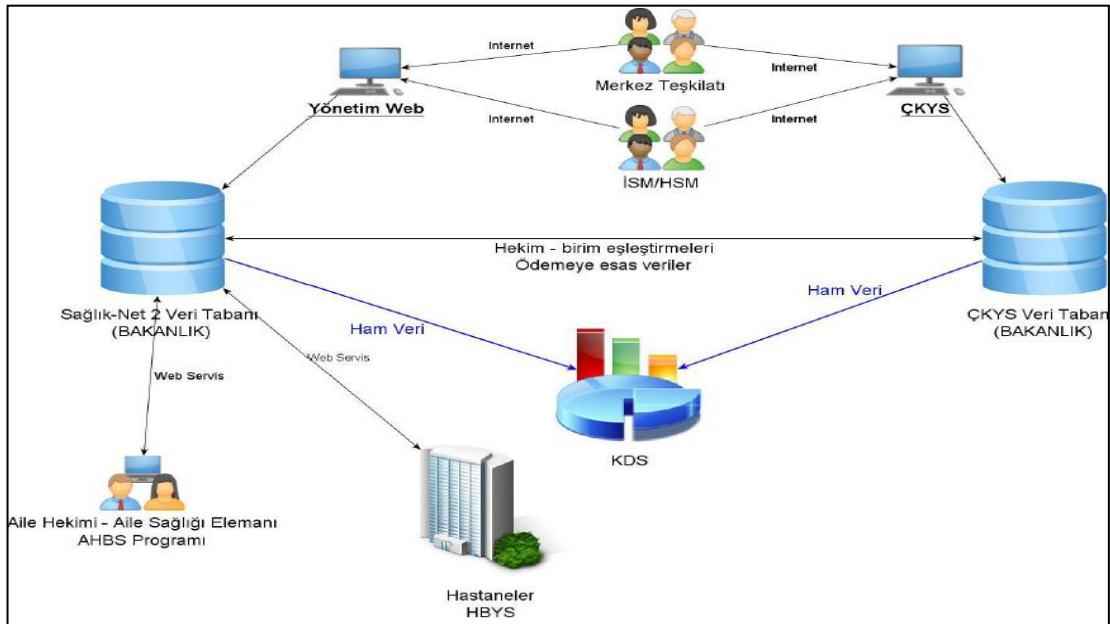 Internet
Internet
Merkez Teşkilatı
Yönetim Web
ÇKYS
Internet
Internet
İSM/HSM
Hekim - birim eşleştirmeleri
Ödemeye esas veriler
Sağlık-Net 2 Veri Tabanı
(BAKANLIK)
Ham Veri
Ham Veri
ÇKYS Veri Taban
(BAKANLIK)
Web Servis
Web Servis
KDS
Aile Hekimi - Aile Sağlığı Elemanı
AHBS Programı
Hastaneler
HBYS